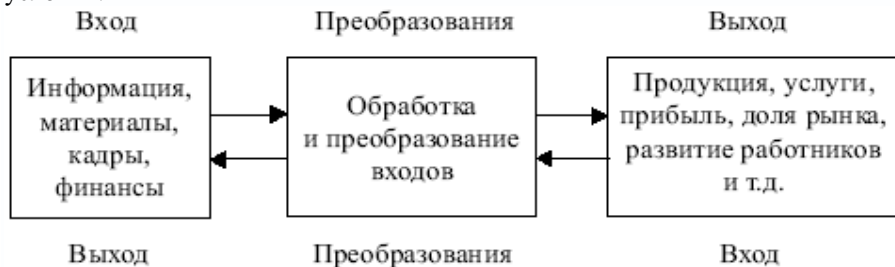 Вход Преобразования Выход
Информация,
материалы,
кадры,
финансы
Обработка
и преобразование
входов
Продукция, услуги,
прибыль, доля рынка,
развитие работников
и т.д.
Выход Преобразования Вход